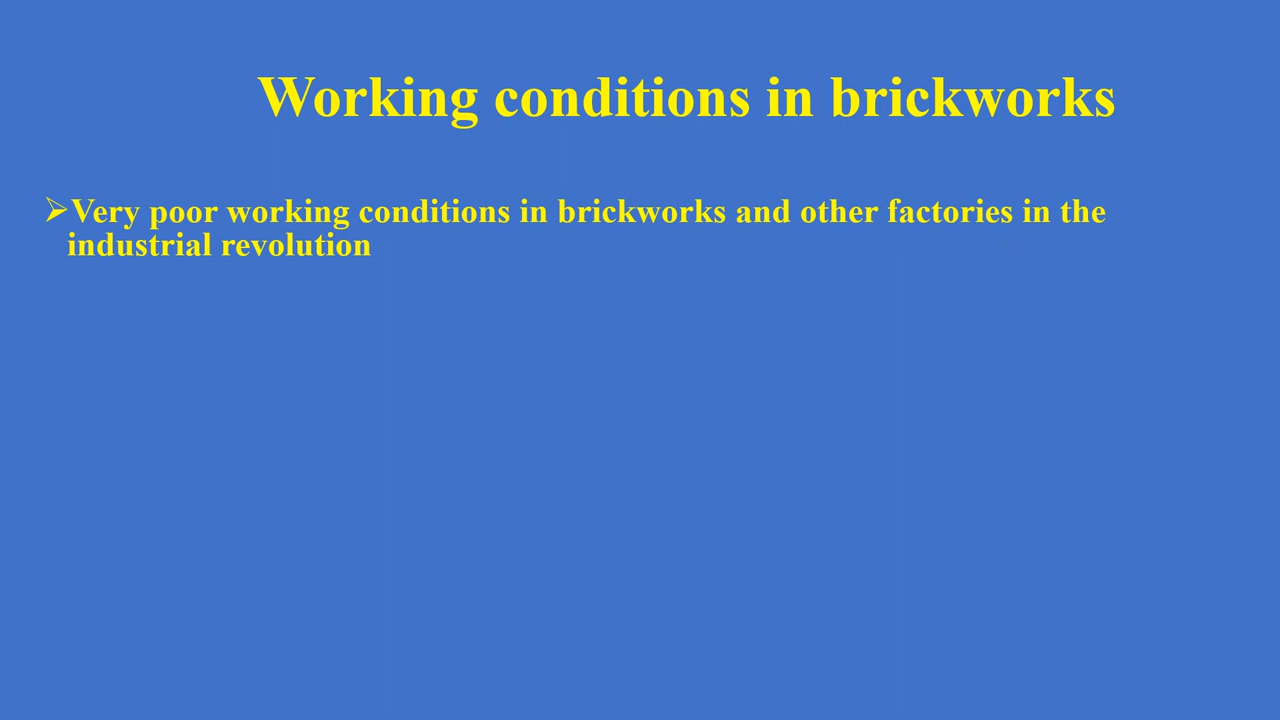 Working conditions in brickworks
➢Very poor working conditions in brickworks and other factories in the
industrial revolution